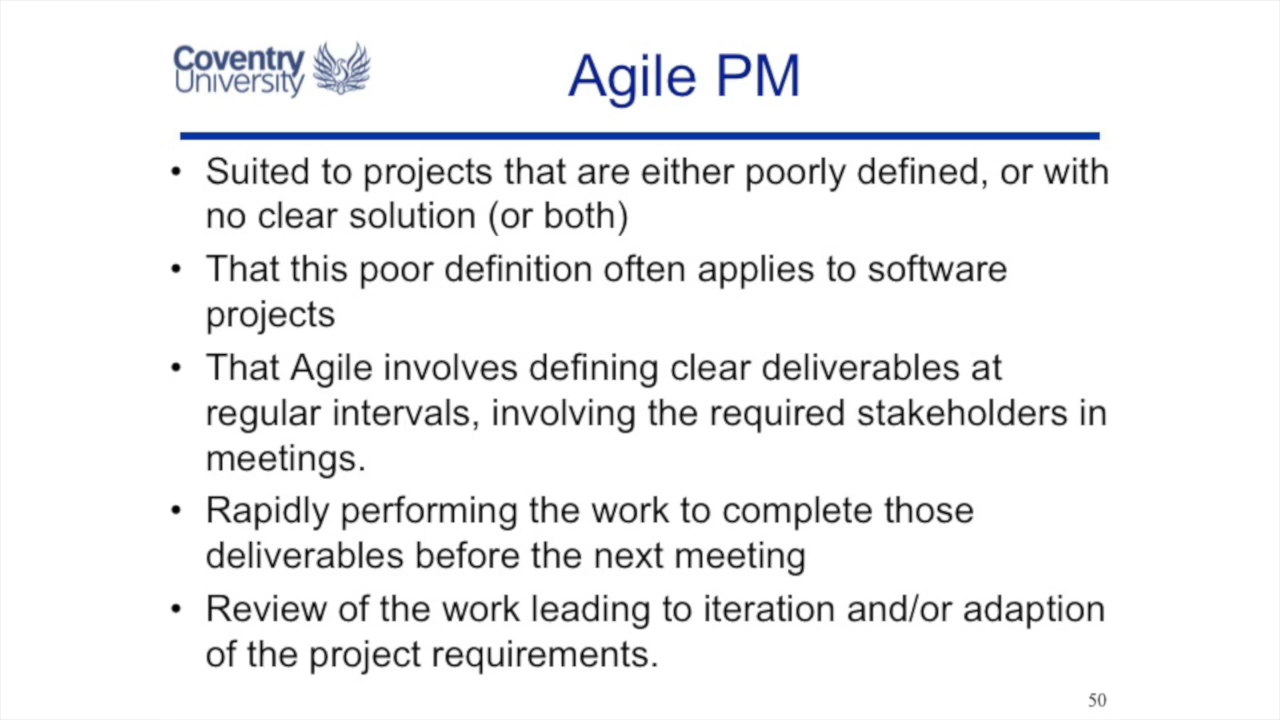 Coventry
University
Agile PM
• Suited to projects that are either poorly defined, or with
no clear solution (or both)
• That this poor definition often applies to software
projects
• That Agile involves defining clear deliverables at
regular intervals, involving the required stakeholders in
meetings.
• Rapidly performing the work to complete those
deliverables before the next meeting
• Review of the work leading to iteration and/or adaption
of the project requirements.
50